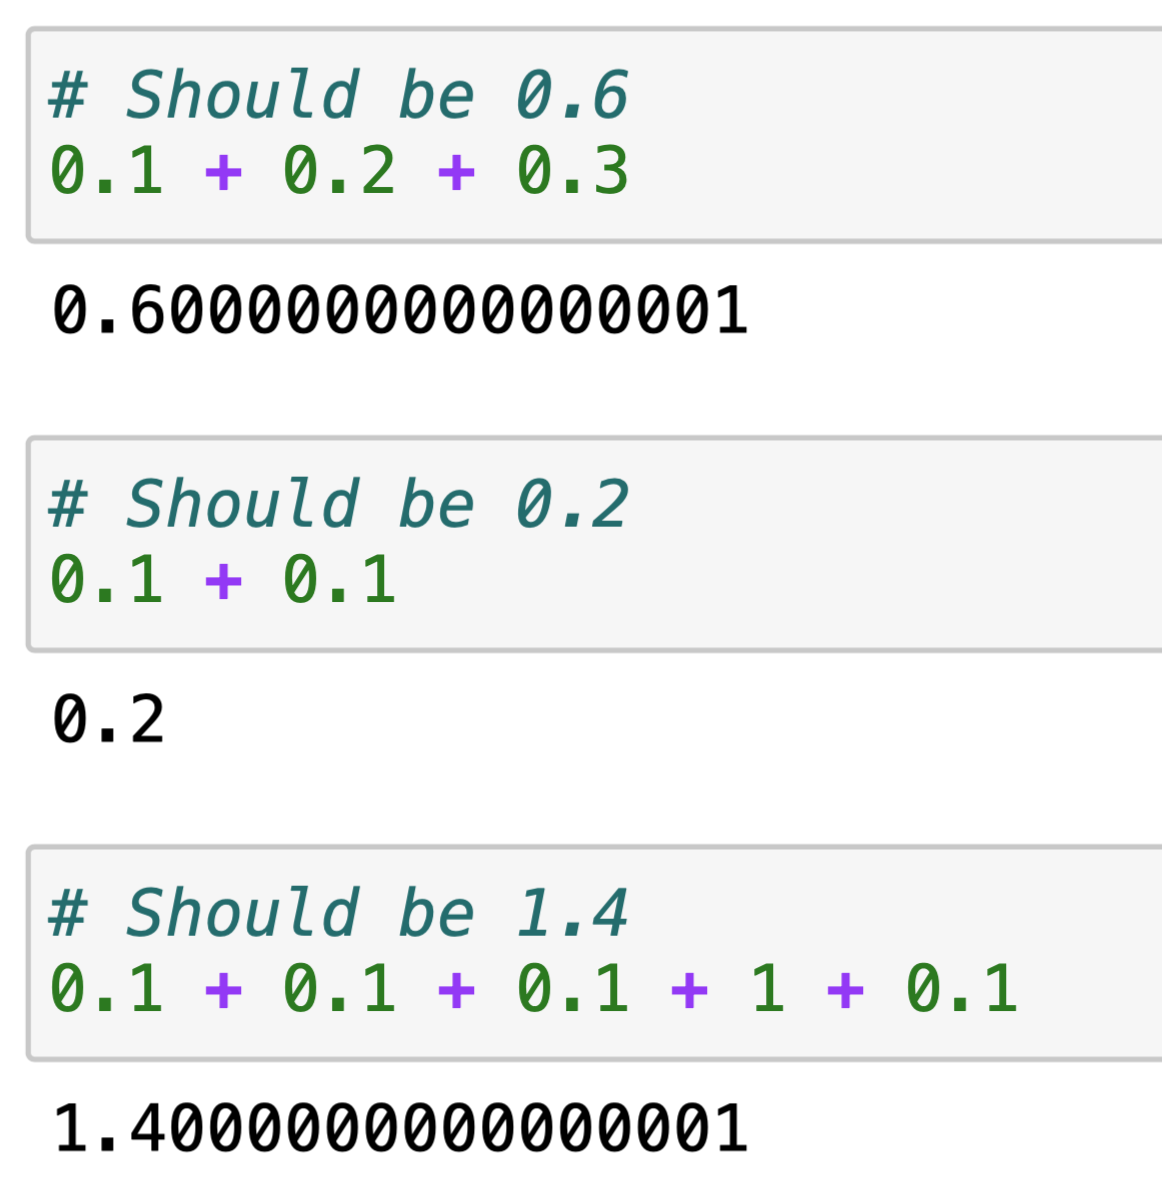 # Should be 0.6
0.1 + 0.2 + 0.3
0.6000000000000001
# Should be 0.2
0.1 + 0.1
0.2
# Should be 1.4
0.1 + 0.1 + 0.1 + 1 + 0.1
1.4000000000000001